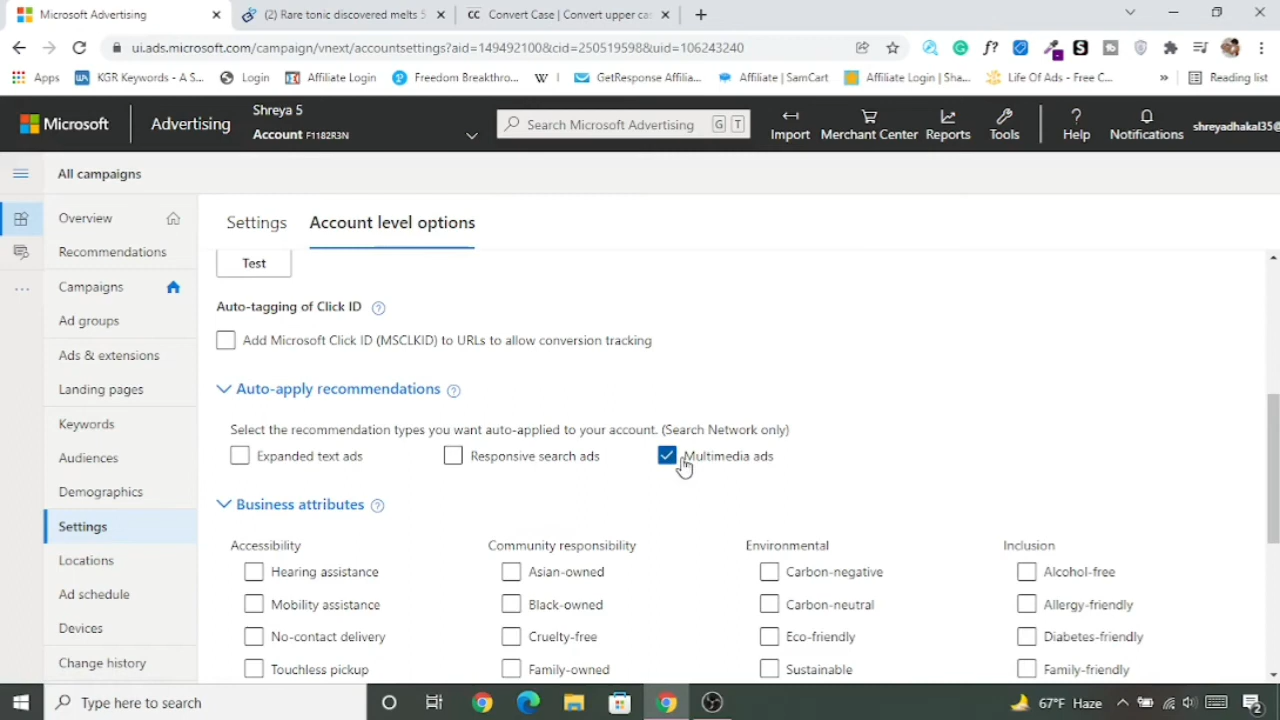 Microsoft Advertising
(2) Rare tonic discovered melts 5
CC Convert Case | Convert upper cas
ui.ads.microsoft.com/campaign/vnext/accountsettings?aid=149492100&cid=250519598&uid=106243240
Apps
KGR Keywords - A S...
Login
Affiliate Login
Freedom Breakthro...
W
GetResponse Affilia...
Affiliate | SamCart
Affiliate Login | Sha...
Life Of Ads - Free C...
»
Reading list
Microsoft
Advertising
Shreya 5
Account F1182R3N
Search Microsoft Advertising G T
Import
Merchant Center
Reports
Tools
Help
Notifications
shreyadhakal35@
All campaigns
Overview
Recommendations
Campaigns
Ad groups
Ads & extensions
Landing pages
Keywords
Audiences
Demographics
Settings
Locations
Ad schedule
Devices
Change history
Settings Account level options
Test
Auto-tagging of Click ID
Add Microsoft Click ID (MSCLKID) to URLs to allow conversion tracking
Auto-apply recommendations
Select the recommendation types you want auto-applied to your account. (Search Network only)
Expanded text ads Responsive search ads Multimedia ads
Business attributes
Accessibility Community responsibility Environmental Inclusion
Hearing assistance Asian-owned Carbon-negative Alcohol-free
Mobility assistance Black-owned Carbon-neutral Allergy-friendly
No-contact delivery Cruelty-free Eco-friendly Diabetes-friendly
Touchless pickup Family-owned Sustainable Family-friendly
Type here to search
67°F Haze
2